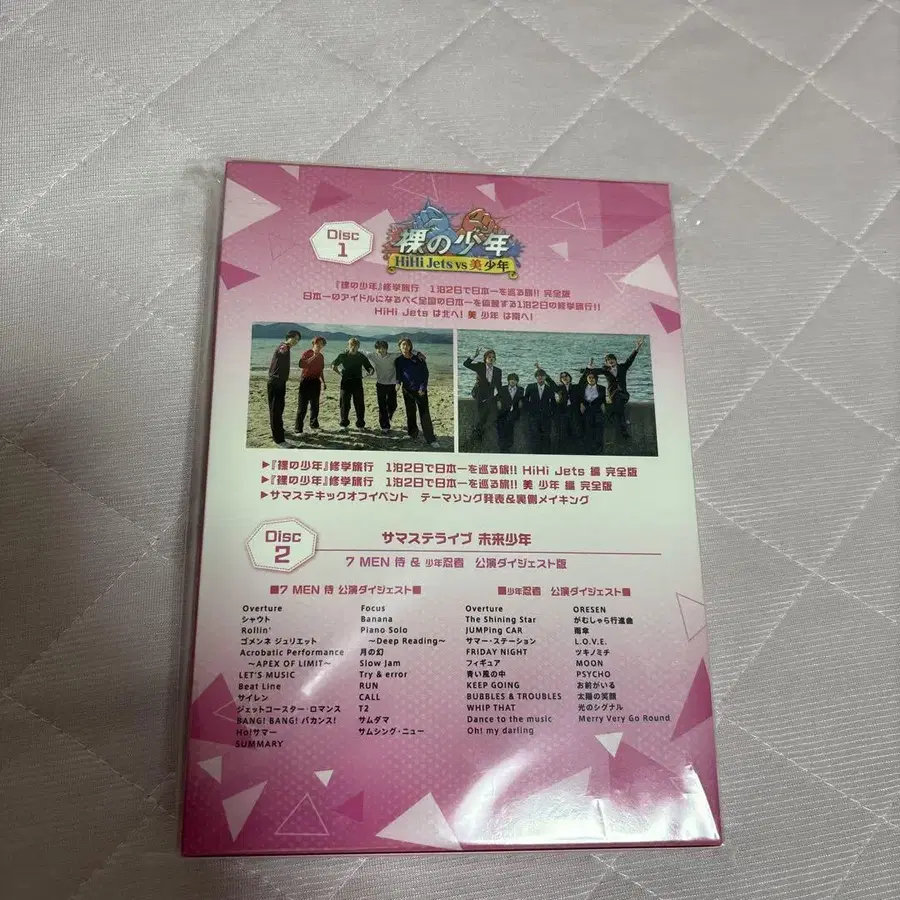 Disc
1
裸の少年
HiHi Jets vs 美 少年
『裸の少年』修学旅行 1泊2日で日本一を巡る旅!! 完全版
日本一のアイドルになるべく全国の日本一を体験する1泊2日の修学旅行!!
HiHi Jets は北へ! 美 少年 は南へ!
▶『裸の少年』修学旅行 1泊2日で日本一を巡る旅!! HiHi Jets 編 完全版
▶『裸の少年』修学旅行 1泊2日で日本一を巡る旅!! 美 少年 編 完全版
▶サマステキックオフイベント テーマソング発表&裏側メイキング
Disc
2
サマステライブ 未来少年
7 MEN 侍 & 少年忍者 公演ダイジェスト版
■7 MEN 侍 公演ダイジェスト■
Overture
シャウト
Rollin'
ゴメンネ ジュリエット
Acrobatic Performance
～APEX OF LIMIT～
LET'S MUSIC
Beat Line
サイレン
ジェットコースター・ロマンス
BANG! BANG! バカンス!
Ho!サマー
SUMMARY
Focus
Banana
Piano Solo
～Deep Reading～
月の幻
Slow Jam
Try & error
RUN
CALL
T2
サムダマ
サムシング・ニュー
■少年忍者 公演ダイジェスト■
Overture
The Shining Star
JUMPing CAR
サマー・ステーション
FRIDAY NIGHT
フィギュア
青い風の中
KEEP GOING
BUBBLES & TROUBLES
WHIP THAT
Dance to the music
Oh! my darling
ORESEN
がむしゃら行進曲
雨傘
L.O.V.E.
ツキノミチ
MOON
PSYCHO
お前がいる
太陽の笑顔
光のシグナル
Merry Very Go Round